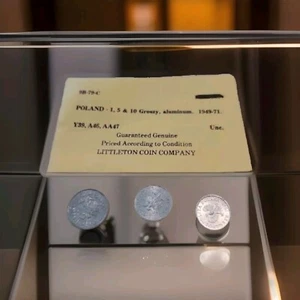 POLAND - 1, 5 & 10 Groszy, aluminum. 1949-71.
Y39, A46, AA47 Unc.
Guaranteed Genuine
Priced According to Condition
LITTLETON COIN COMPANY